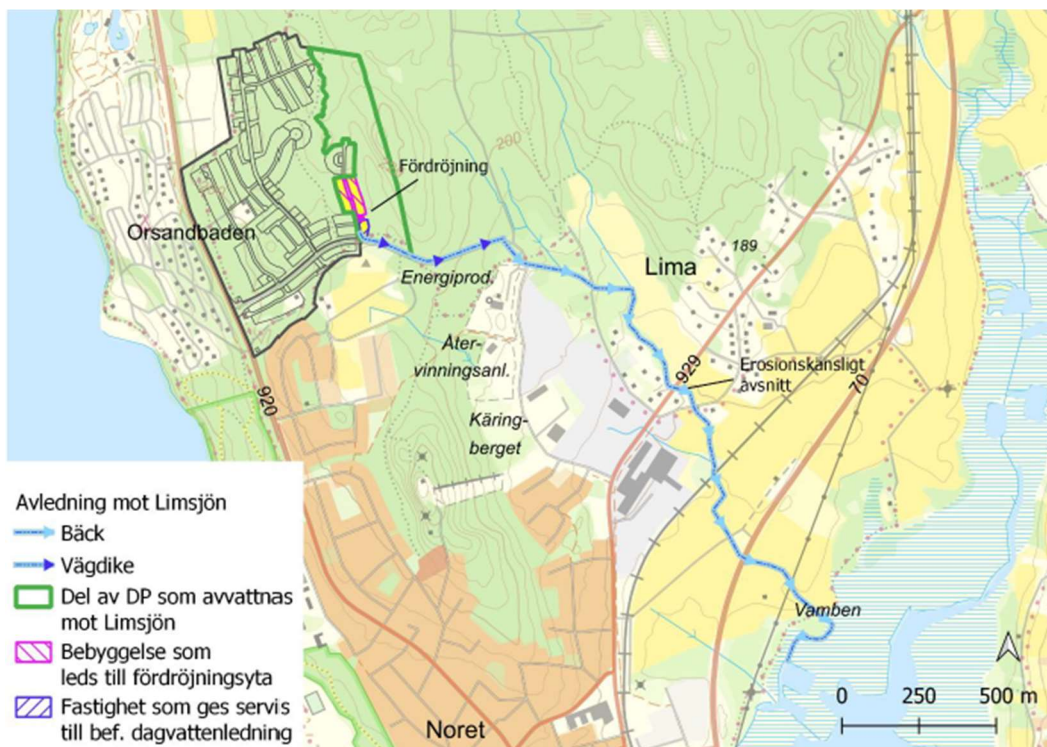 Fördröjning
200
189
Orsandbaden
Lima
Energiprod.
Åter-
vinningsanl.
929
Erosionskänsligt
avsnitt
70
920
Käring-
berget
Avledning mot Limsjön
Bäck
Vägdike
Del av DP som avvattnas
mot Limsjön
Bebyggelse som
leds till fördröjningsyta
Fastighet som ges servis
till bef. dagvattenledning
Vamben
Noret
0 250 500 m